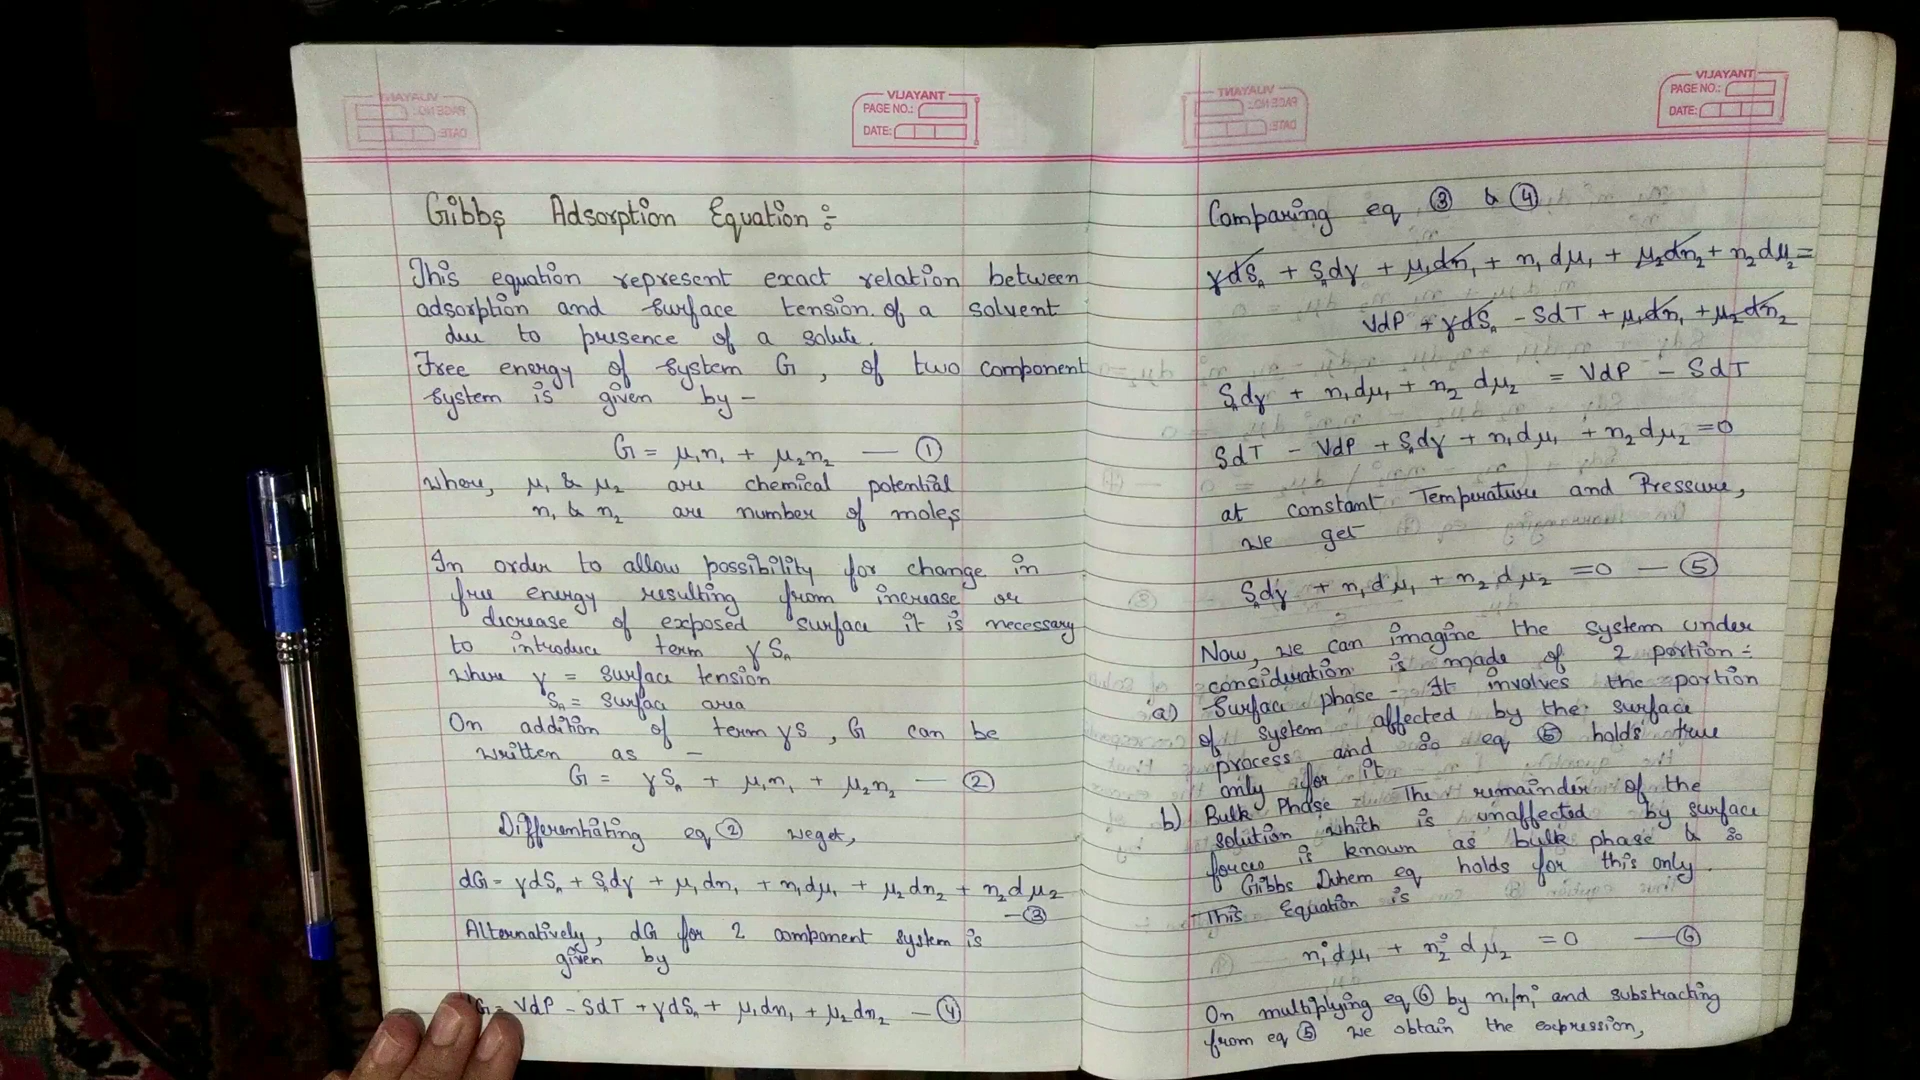 VIJAYANT
PAGE NO.:
DATE:
Gibbs Adsorption Equation :-
This equation represent exact relation between
adsorption and surface tension. of a solvent
due to presence of a solute.
Free energy of system G, of two component
system is given by -
G = μ₁n₁ + μ₂n₂ — ①
where, μ₁ & μ₂ are chemical potential
n₁ & n₂ are number of moles
In order to allow possibility for change in
free energy resulting from increase or
decrease of exposed surface it is necessary
to introduce term γSₐ
where γ = surface tension
Sₐ = surface area
On addition of term γS, G can be
written as -
G = γSₐ + μ₁n₁ + μ₂n₂ — ②
Differentiating eq ② we get,
dG = γdSₐ + Sₐdγ + μ₁dn₁ + n₁dμ₁ + μ₂dn₂ + n₂dμ₂
— ③
Alternatively, dG for 2 component system is
given by
G = VdP - SdT + γdSₐ + μ₁dn₁ + μ₂dn₂ — ④
VIJAYANT
PAGE NO.:
DATE:
Comparing eq ③ & ④
γdSₐ + Sₐdγ + μ₁dn₁ + n₁dμ₁ + μ₂dn₂ + n₂dμ₂ =
VdP + γdSₐ - SdT + μ₁dn₁ + μ₂dn₂
Sₐdγ + n₁dμ₁ + n₂dμ₂ = VdP - SdT
SdT - VdP + Sₐdγ + n₁dμ₁ + n₂dμ₂ = 0
at constant Temperature and Pressure,
we get
Sₐdγ + n₁dμ₁ + n₂dμ₂ = 0 — ⑤
Now, we can imagine the system under
consideration is made of 2 portion :-
a) Surface phase - It involves the portion
of system affected by the surface
process and so eq ⑤ holds true
only for it
b) Bulk Phase - The remainder of the
solution which is unaffected by surface
forces is known as bulk phase & so
Gibbs Duhem eq holds for this only.
This Equation is
n₁°dμ₁ + n₂°dμ₂ = 0 — ⑥
On multiplying eq ⑥ by n₁/n₁° and substracting
from eq ⑤ we obtain the expression,